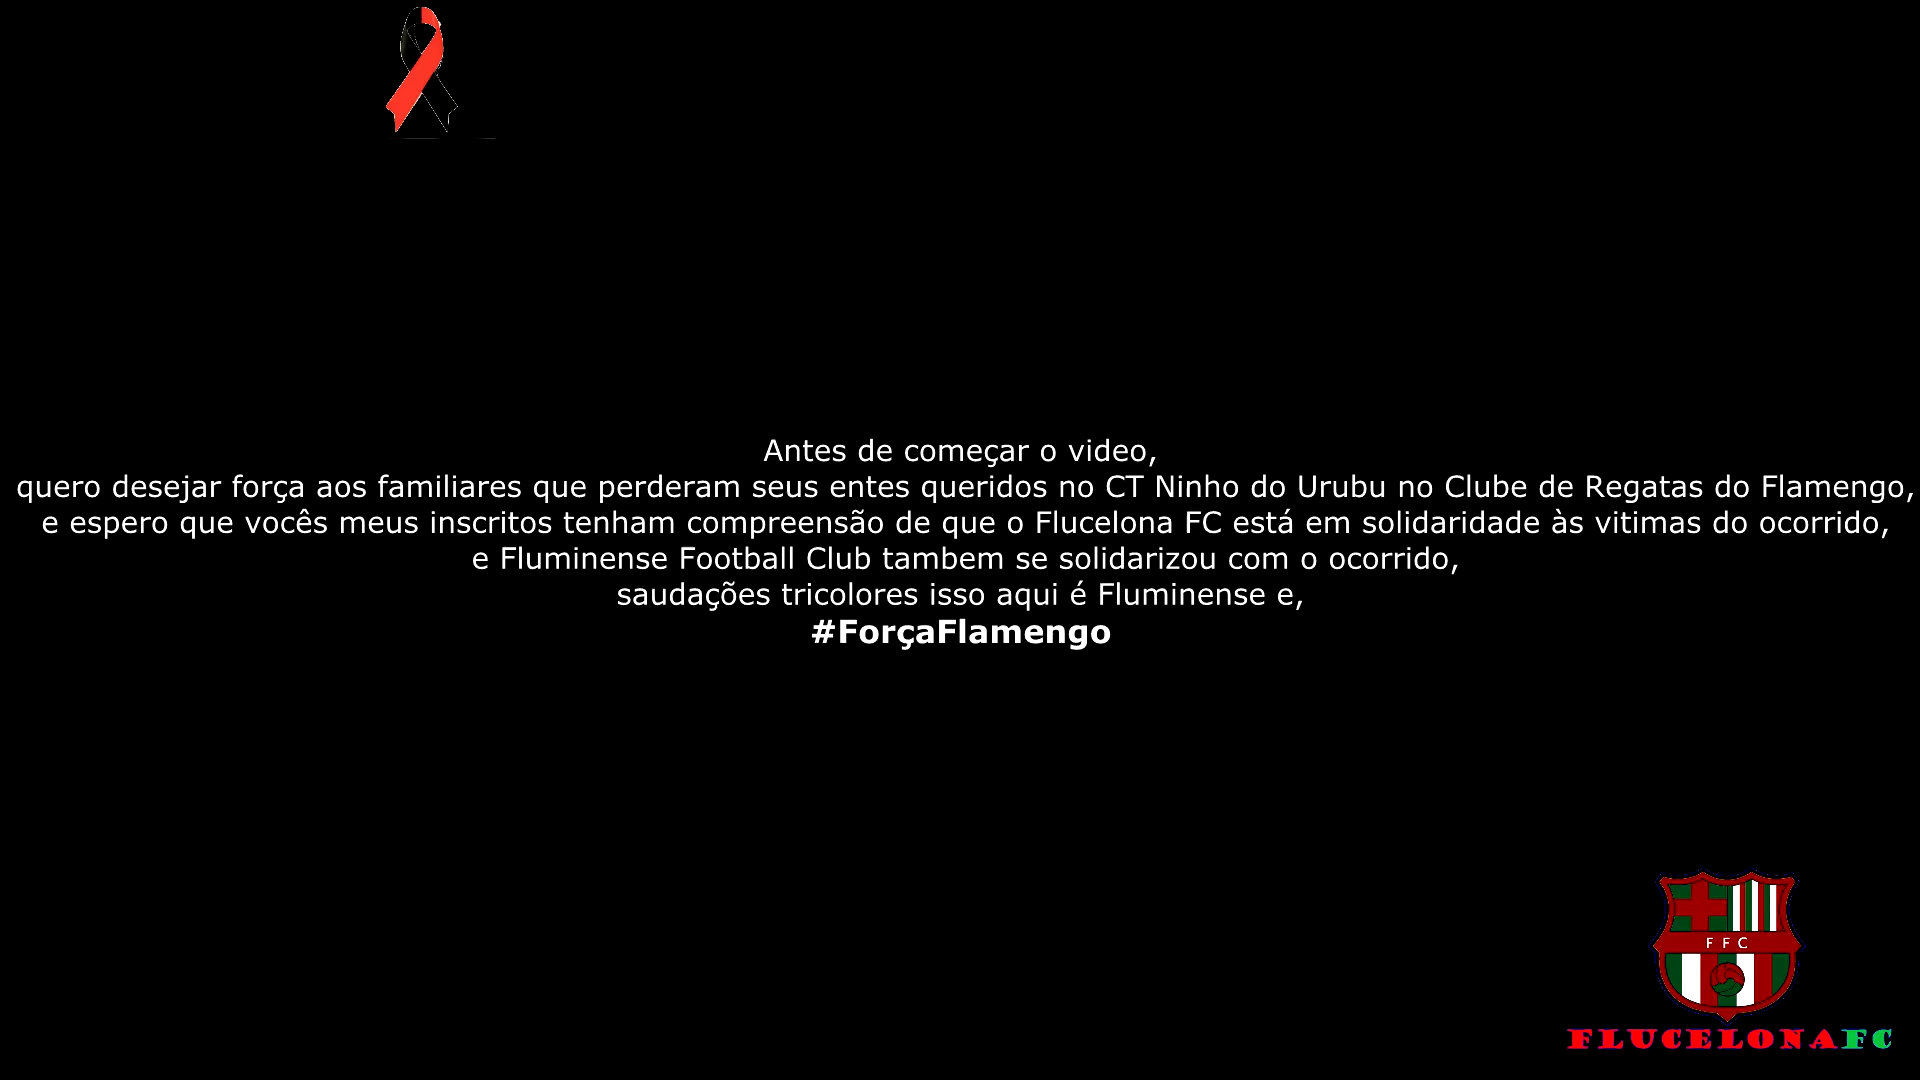 Antes de começar o video,
quero desejar força aos familiares que perderam seus entes queridos no CT Ninho do Urubu no Clube de Regatas do Flamengo,
e espero que vocês meus inscritos tenham compreensão de que o Flucelona FC está em solidaridade às vitimas do ocorrido,
e Fluminense Football Club tambem se solidarizou com o ocorrido,
saudações tricolores isso aqui é Fluminense e,
#ForçaFlamengo
FFC
FLUCELONAFC